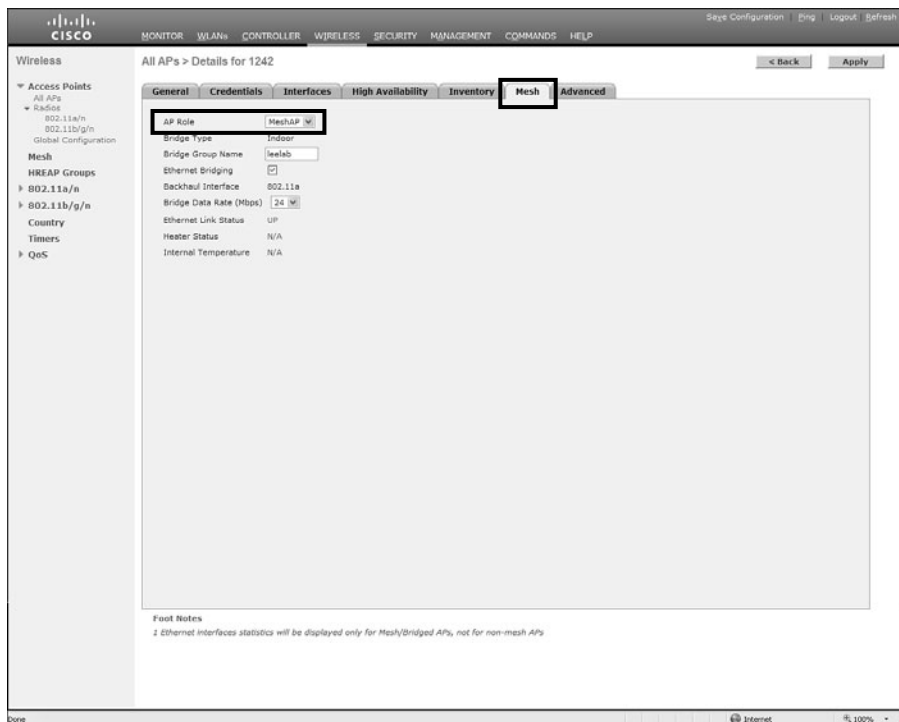 Save Configuration | Ping | Logout Refresh
CISCO
MONITOR WLANs CONTROLLER WIRELESS SECURITY MANAGEMENT COMMANDS HELP
Wireless
Access Points
All APs
Radios
802.11a/n
802.11b/g/n
Global Configuration
Mesh
HREAP Groups
802.11a/n
802.11b/g/n
Country
Timers
QoS
All APs > Details for 1242
< Back
Apply
General Credentials Interfaces High Availability Inventory Mesh Advanced
AP Role MeshAP
Bridge Type Indoor
Bridge Group Name leelab
Ethernet Bridging
Backhaul Interface 802.11a
Bridge Data Rate (Mbps) 24
Ethernet Link Status UP
Heater Status N/A
Internal Temperature N/A
Foot Notes
1 Ethernet interfaces statistics will be displayed only for Mesh/Bridged APs, not for non-mesh APs
Done Internet 100%